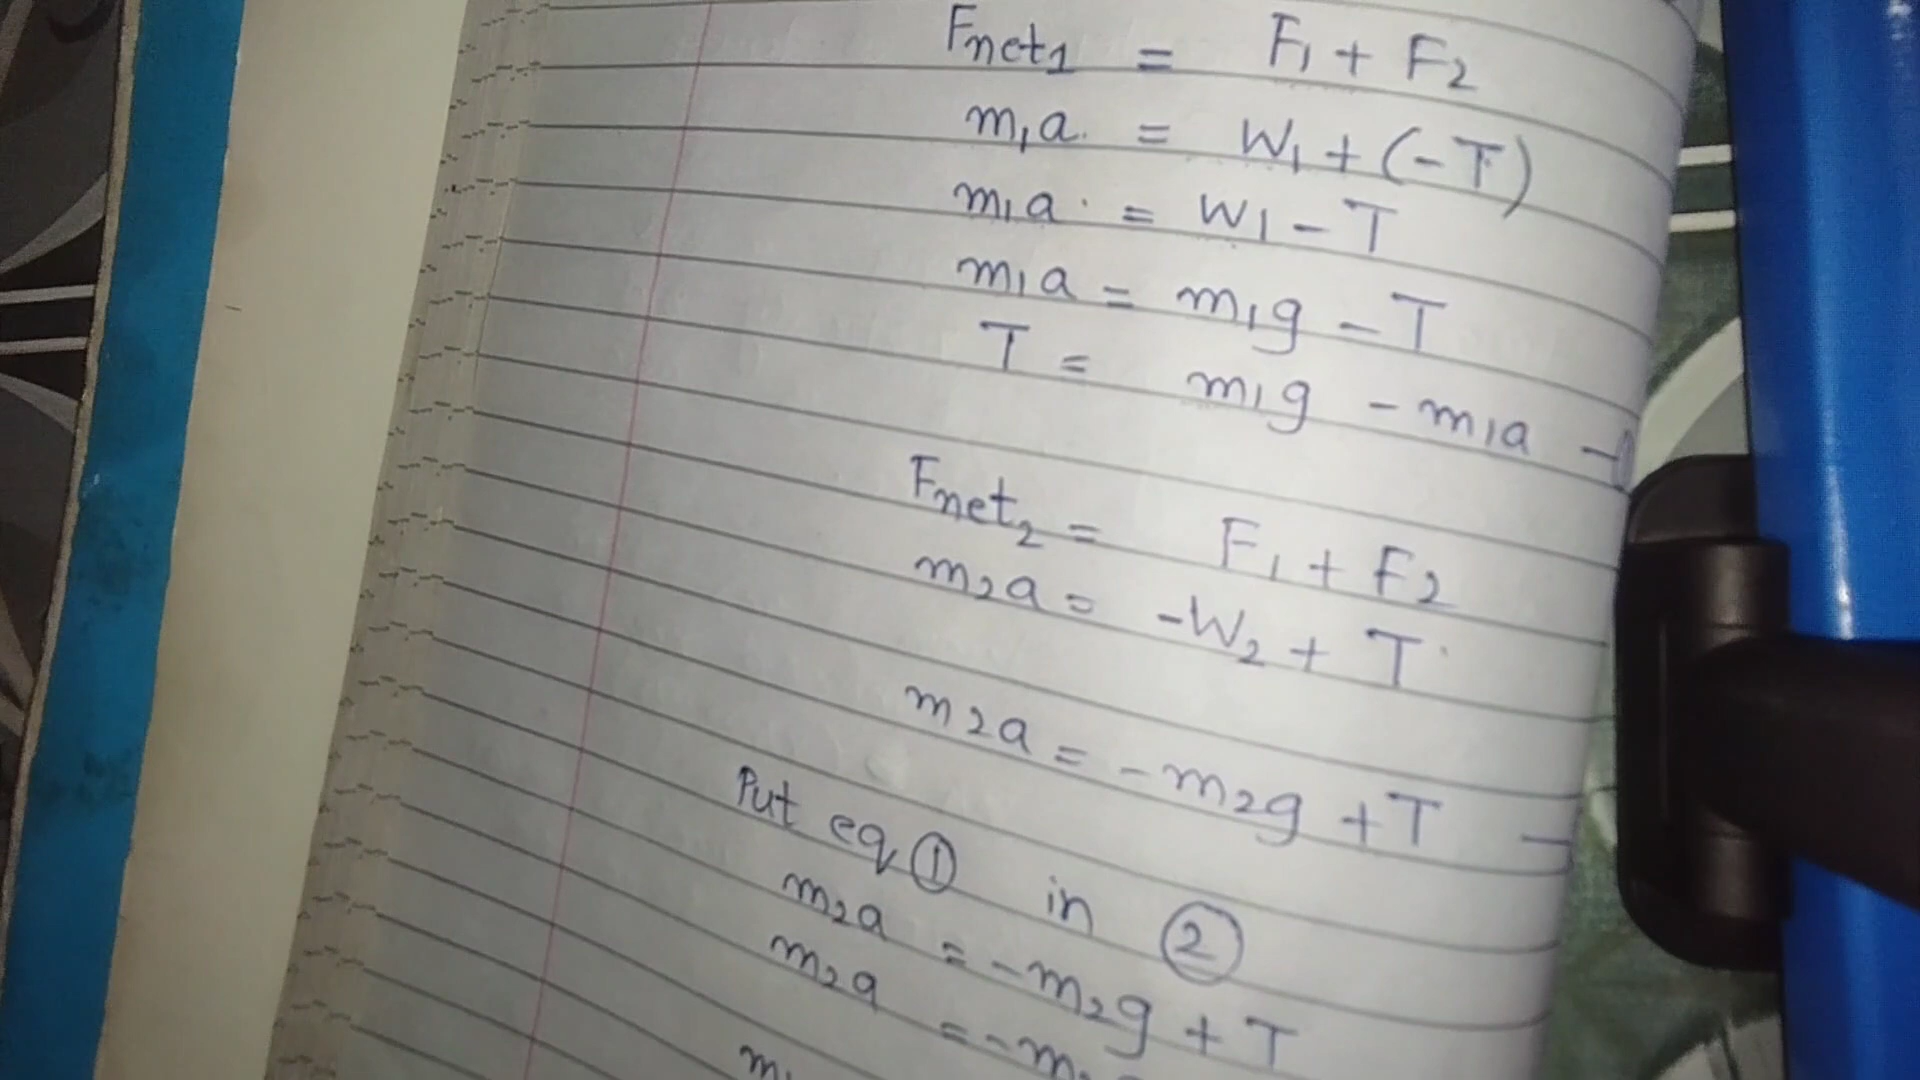 Fnet1 = F1 + F2
m1a = W1 + (-T)
m1a = W1 - T
m1a = m1g - T
T = m1g - m1a -
Fnet2 = F1 + F2
m2a = -W2 + T
m2a = -m2g + T -
Put eq ① in ②
m2a = -m2g + T
m2a = -m
m